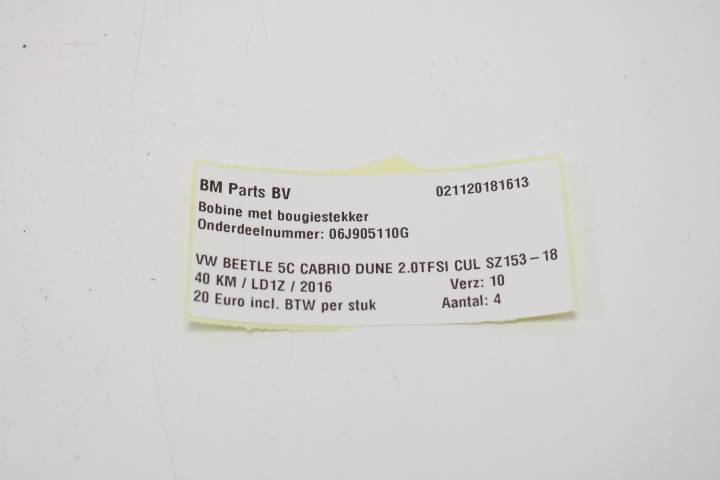 BM Parts BV 021120181613
Bobine met bougiestekker
Onderdeelnummer: 06J905110G
VW BEETLE 5C CABRIO DUNE 2.0TFSI CUL SZ153-18
40 KM / LD1Z / 2016 Verz: 10
20 Euro incl. BTW per stuk Aantal: 4